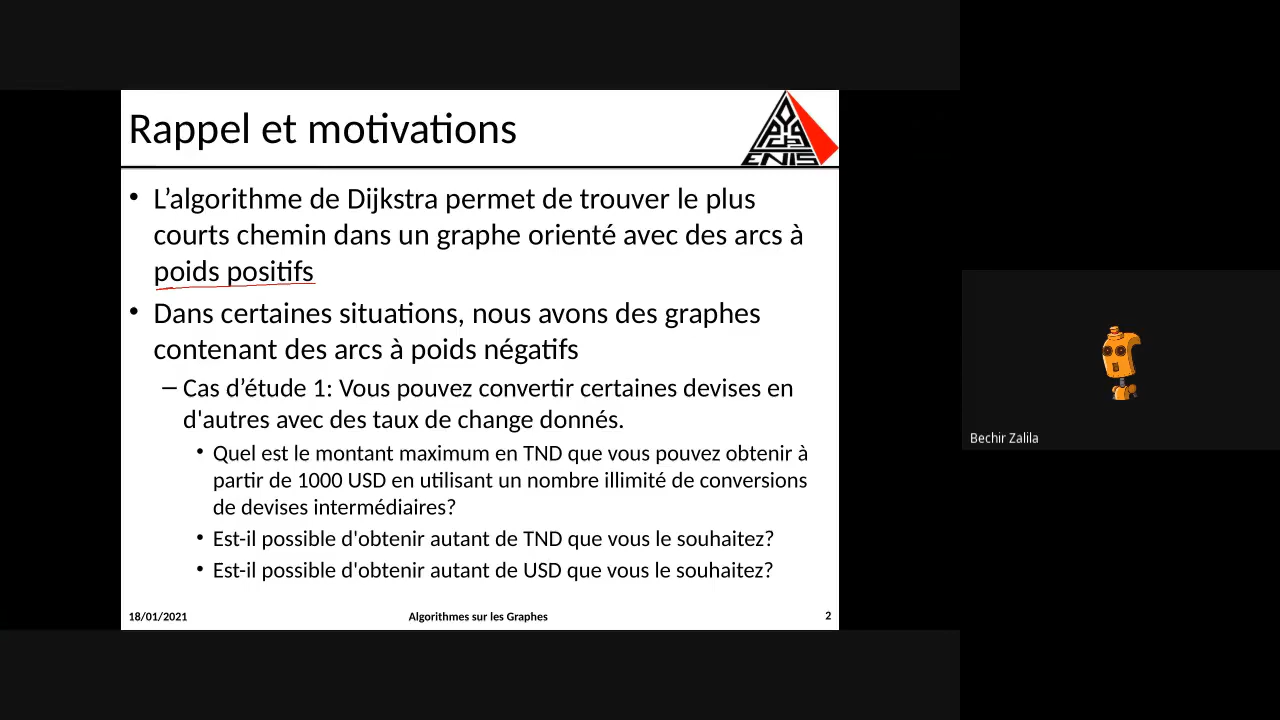 Rappel et motivations
ENIS
• L’algorithme de Dijkstra permet de trouver le plus
courts chemin dans un graphe orienté avec des arcs à
poids positifs
• Dans certaines situations, nous avons des graphes
contenant des arcs à poids négatifs
– Cas d’étude 1: Vous pouvez convertir certaines devises en
d'autres avec des taux de change donnés.
• Quel est le montant maximum en TND que vous pouvez obtenir à
partir de 1000 USD en utilisant un nombre illimité de conversions
de devises intermédiaires?
• Est-il possible d'obtenir autant de TND que vous le souhaitez?
• Est-il possible d'obtenir autant de USD que vous le souhaitez?
18/01/2021 Algorithmes sur les Graphes 2
Bechir Zalila